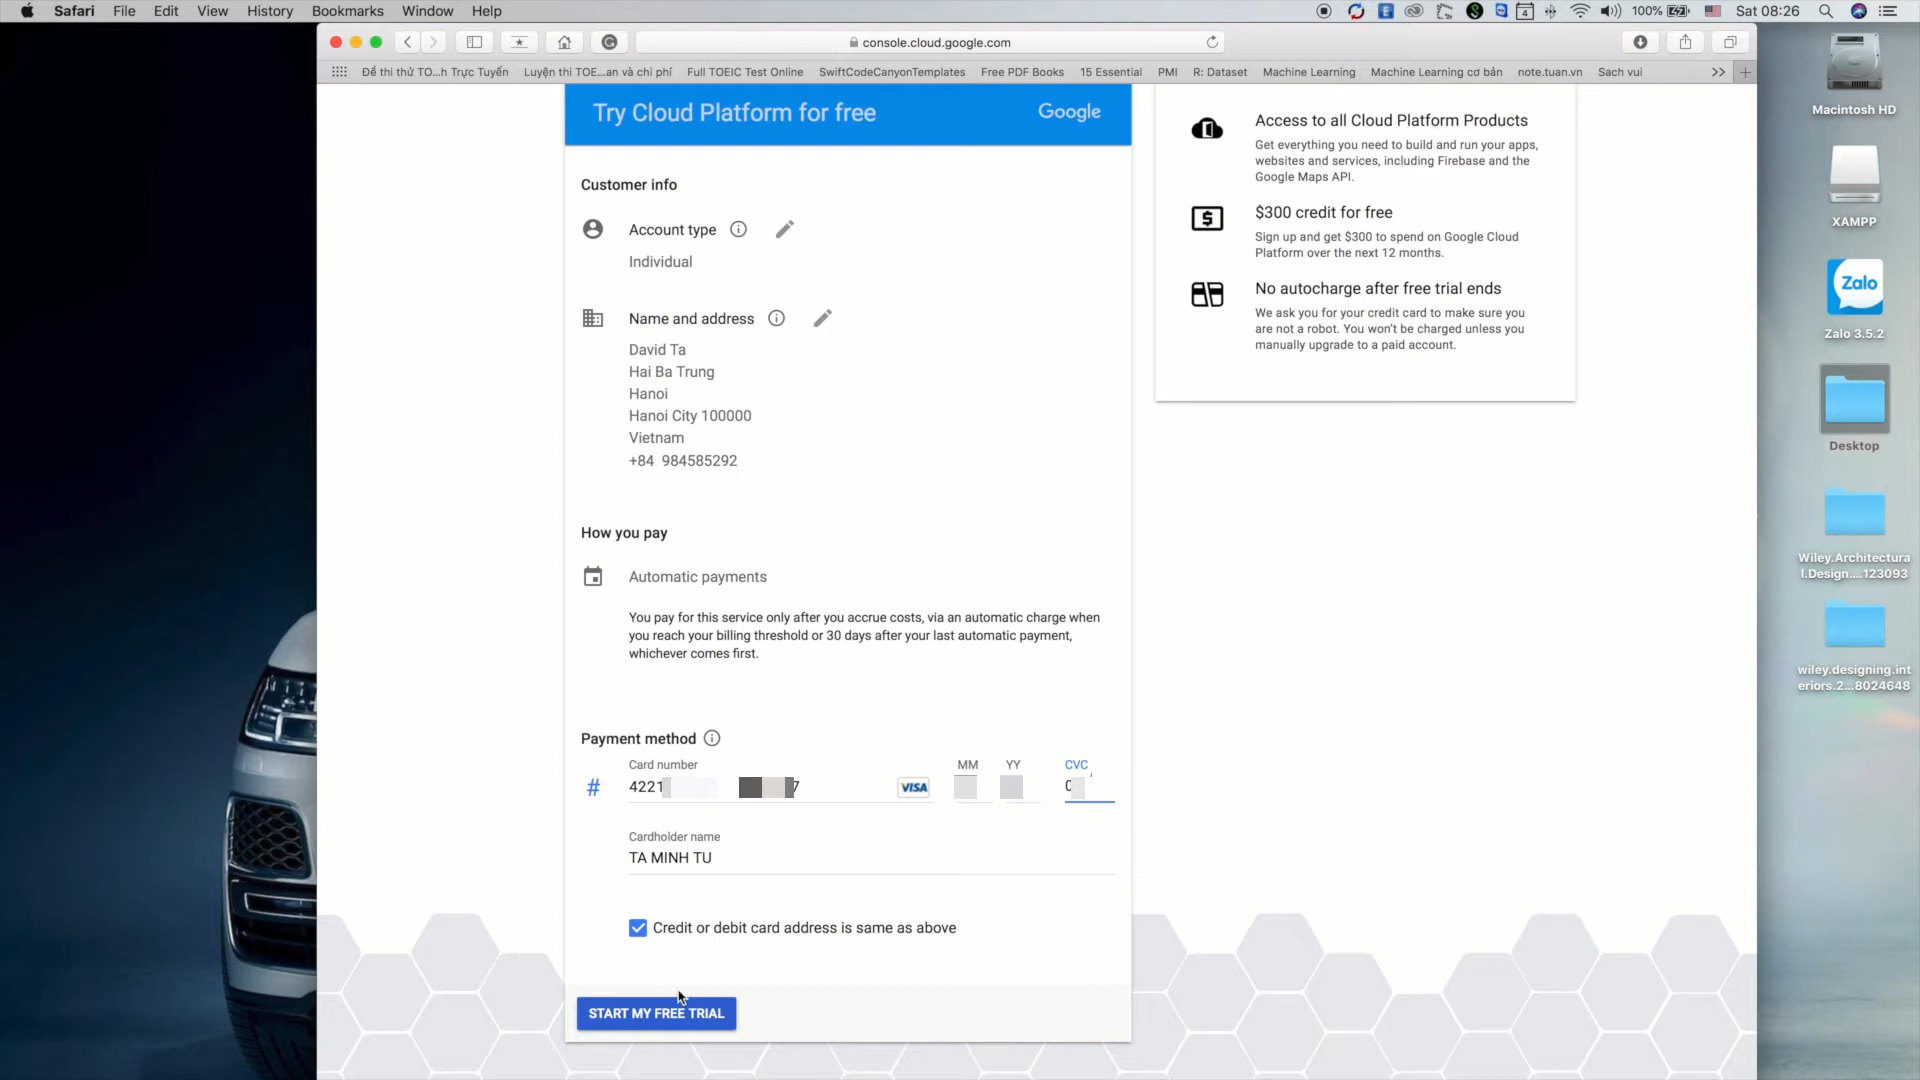 Safari File Edit View History Bookmarks Window Help
100% Sat 08:26
console.cloud.google.com
Đề thi thử TO...h Trực Tuyến Luyện thi TOE...an và chi phí Full TOEIC Test Online SwiftCodeCanyonTemplates Free PDF Books 15 Essential PMI R: Dataset Machine Learning Machine Learning cơ bản note.tuan.vn Sach vui
Try Cloud Platform for free Google
Customer info
Account type
Individual
Name and address
David Ta
Hai Ba Trung
Hanoi
Hanoi City 100000
Vietnam
+84 984585292
How you pay
Automatic payments
You pay for this service only after you accrue costs, via an automatic charge when
you reach your billing threshold or 30 days after your last automatic payment,
whichever comes first.
Payment method
Card number MM YY CVC
# 4221 7 VISA
Cardholder name
TA MINH TU
Credit or debit card address is same as above
START MY FREE TRIAL
Access to all Cloud Platform Products
Get everything you need to build and run your apps,
websites and services, including Firebase and the
Google Maps API.
$300 credit for free
Sign up and get $300 to spend on Google Cloud
Platform over the next 12 months.
No autocharge after free trial ends
We ask you for your credit card to make sure you
are not a robot. You won't be charged unless you
manually upgrade to a paid account.
Macintosh HD
XAMPP
Zalo
Zalo 3.5.2
Desktop
Wiley.Architectura
l.Design....123093
wiley.designing.int
eriors.2...8024648